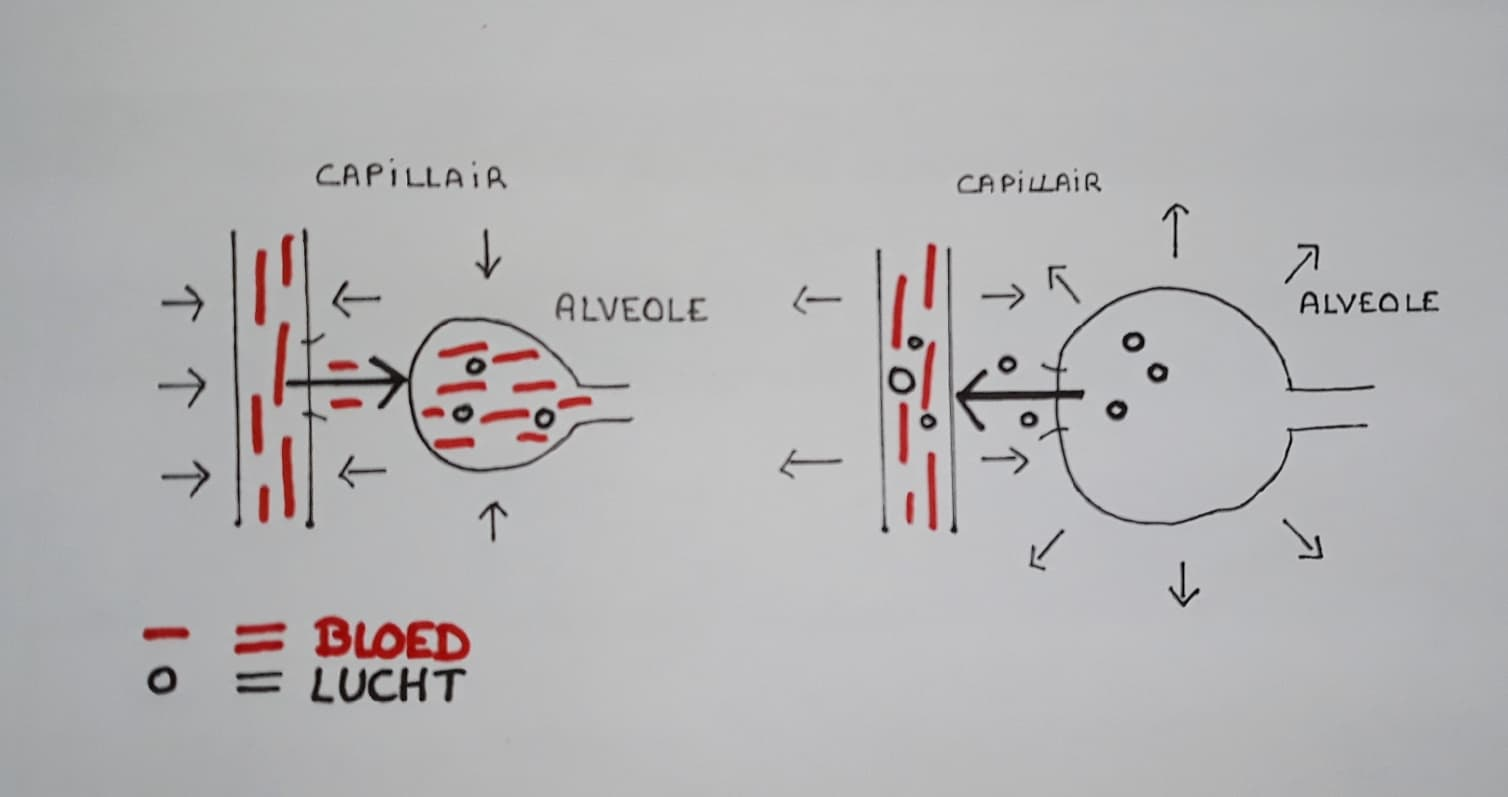 CAPILLAIR
ALVEOLE
CAPILLAIR
ALVEOLE
- = BLOED
o = LUCHT